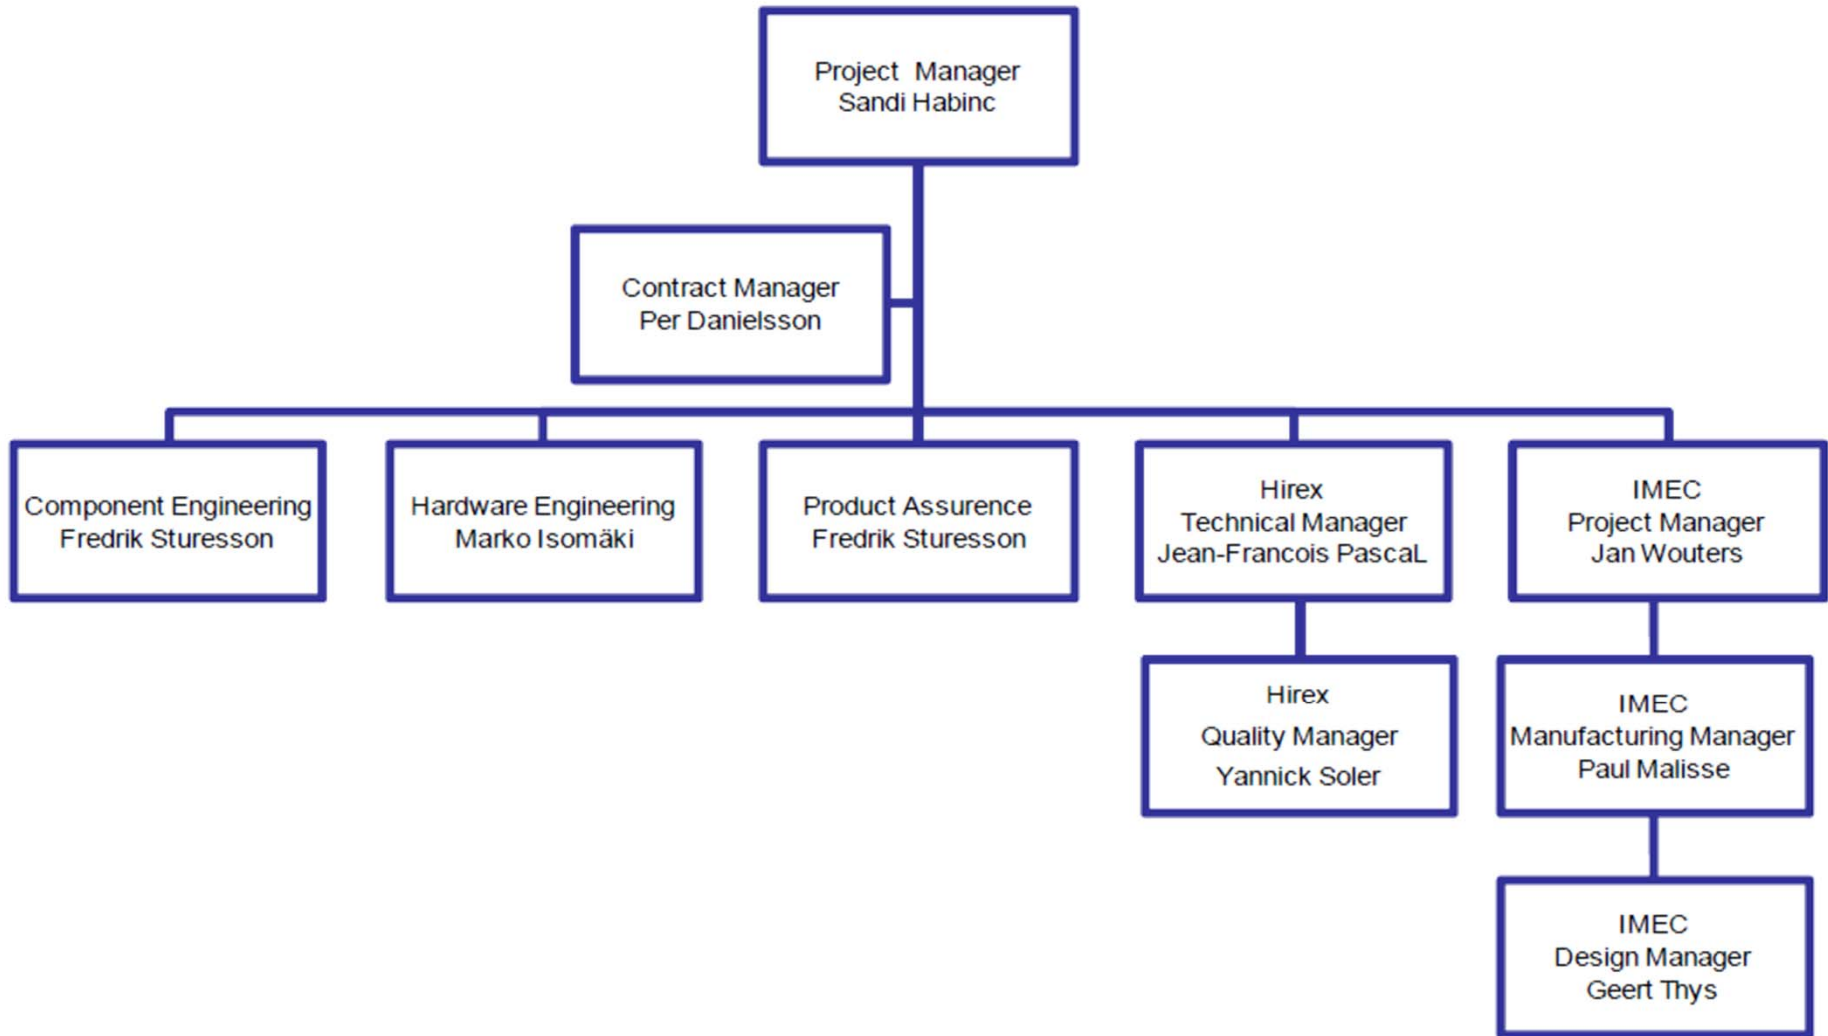 Project Manager
Sandi Habinc
Contract Manager
Per Danielsson
Component Engineering
Fredrik Sturesson
Hardware Engineering
Marko Isomäki
Product Assurence
Fredrik Sturesson
Hirex
Technical Manager
Jean-Francois PascaL
IMEC
Project Manager
Jan Wouters
Hirex
Quality Manager
Yannick Soler
IMEC
Manufacturing Manager
Paul Malisse
IMEC
Design Manager
Geert Thys